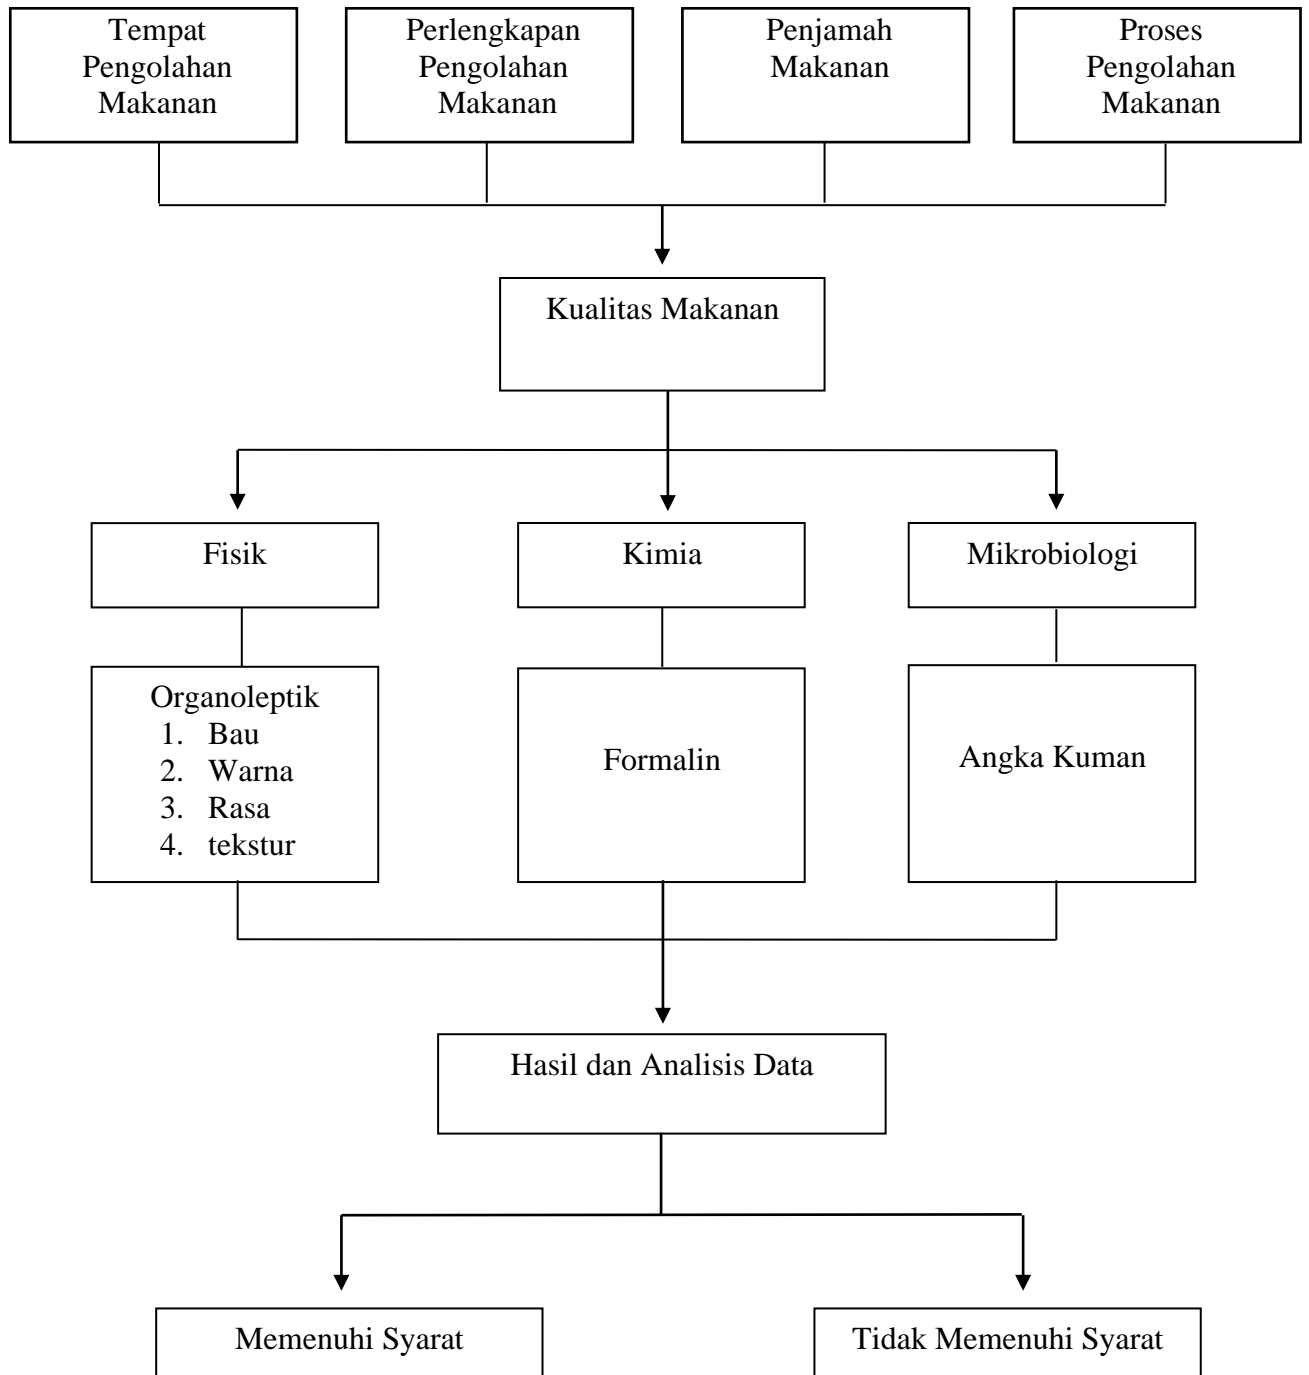 Tempat
Pengolahan
Makanan
Perlengkapan
Pengolahan
Makanan
Penjamah
Makanan
Proses
Pengolahan
Makanan
Kualitas Makanan
Fisik
Kimia
Mikrobiologi
Organoleptik
1. Bau
2. Warna
3. Rasa
4. tekstur
Formalin
Angka Kuman
Hasil dan Analisis Data
Memenuhi Syarat
Tidak Memenuhi Syarat